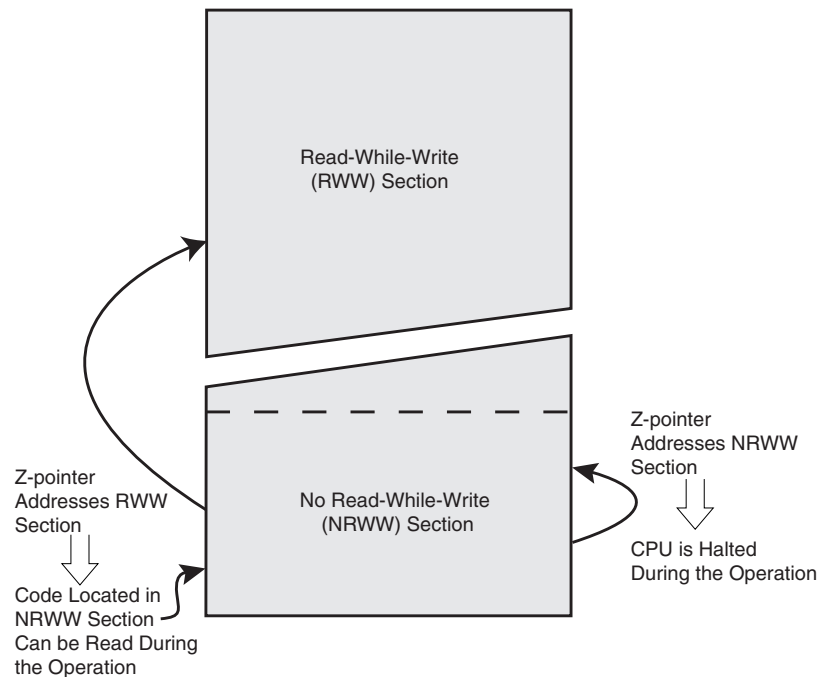 Read-While-Write
(RWW) Section
Z-pointer
Addresses RWW
Section
Code Located in
NRWW Section
Can be Read During
the Operation
No Read-While-Write
(NRWW) Section
Z-pointer
Addresses NRWW
Section
CPU is Halted
During the Operation